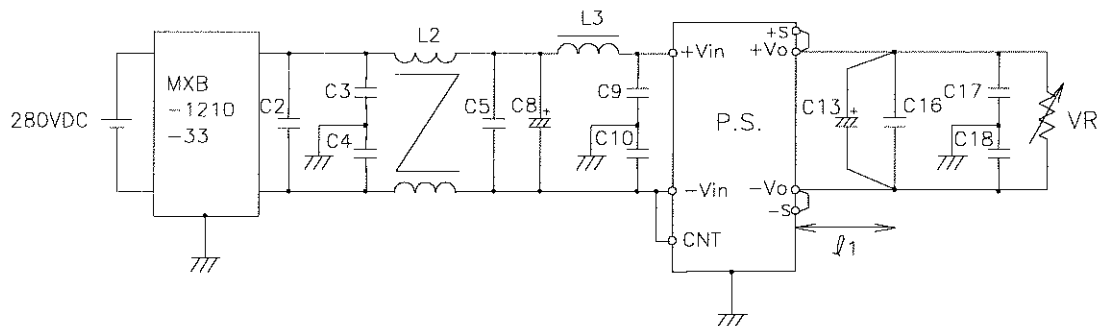 L3
+S
L2
+Vin
+Vo
MXB
-1210
-33
280VDC
C2
C3
C4
C5
C8
+
C9
C10
P.S.
C13
+
C16
C17
C18
VR
-Vin
-Vo
-S
CNT
ℓ1